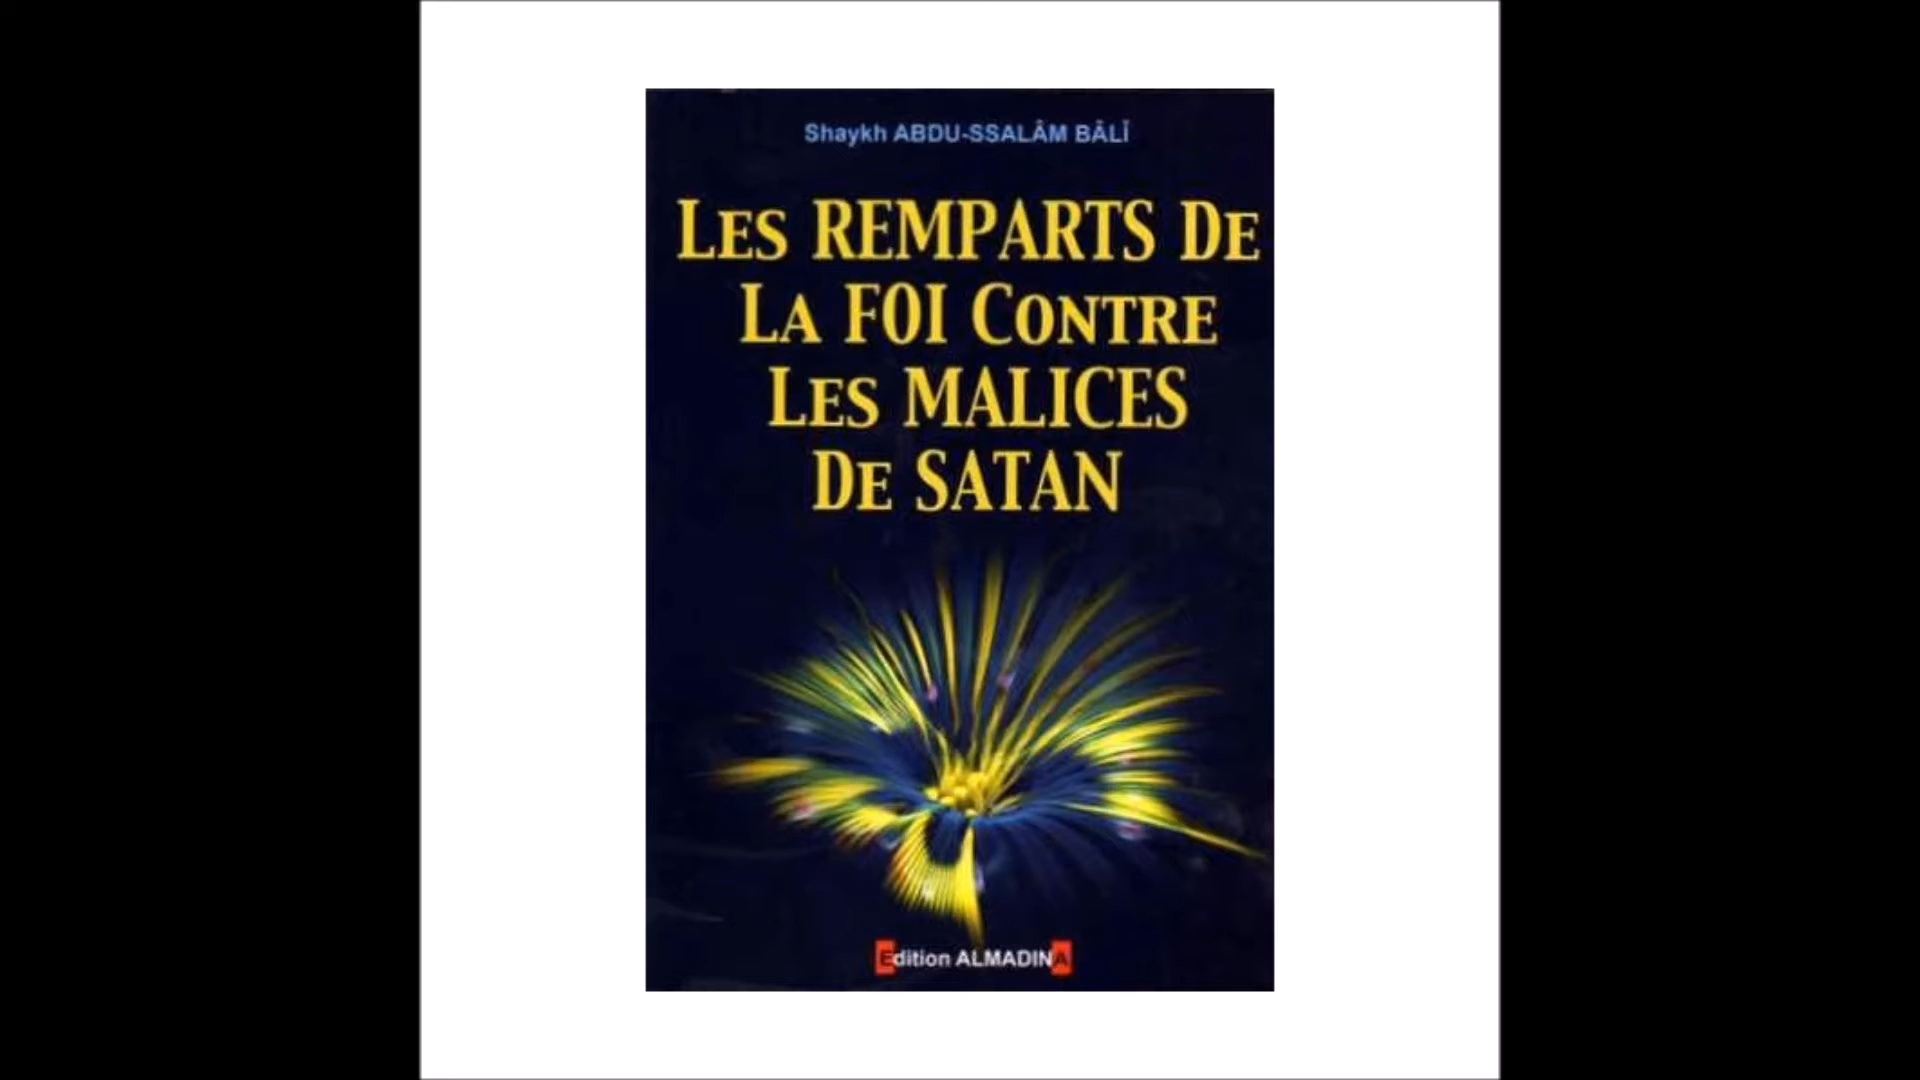 Shaykh ABDU-SSALÂM BÂLÎ
LES REMPARTS DE
LA FOI CONTRE
LES MALICES
DE SATAN
Edition ALMADINA